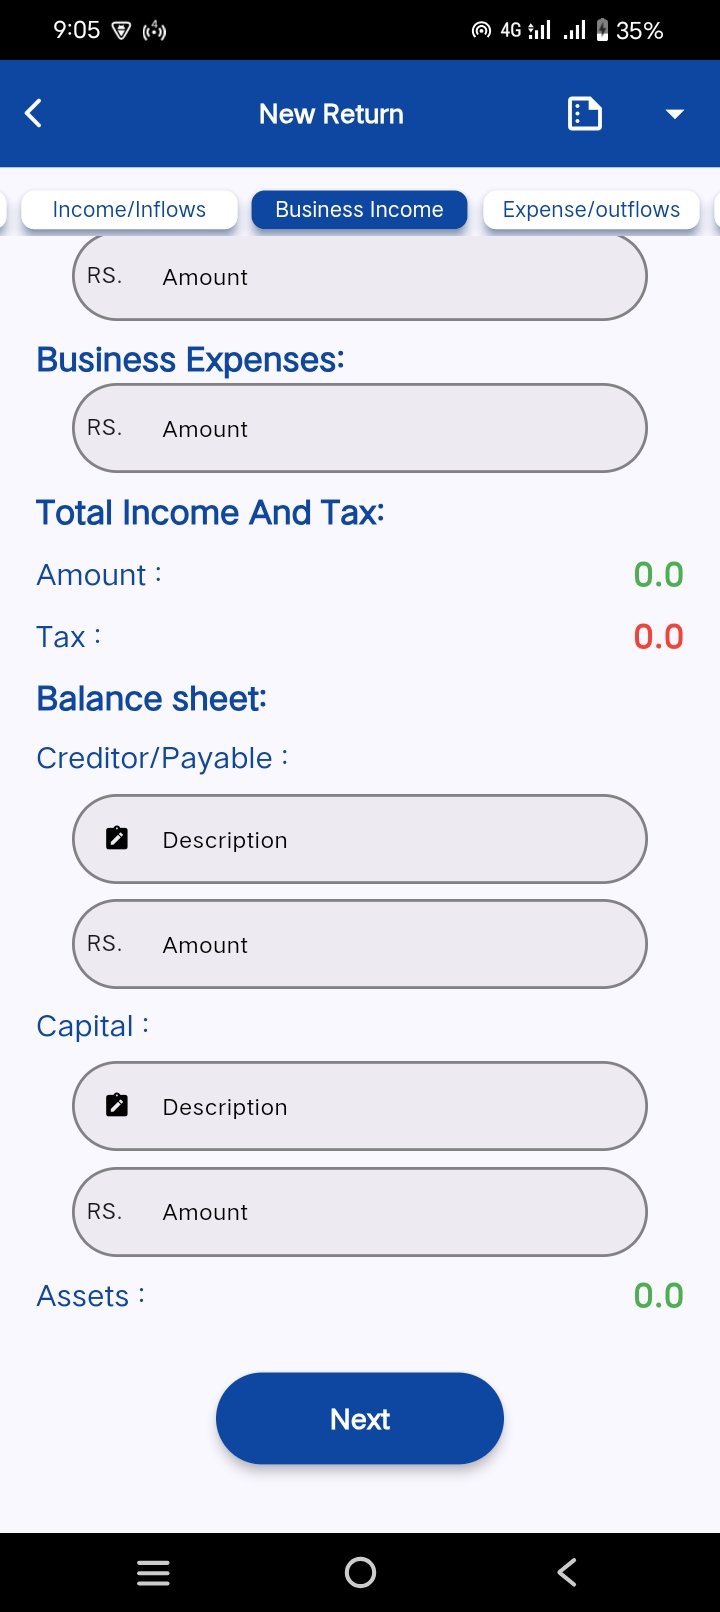 9:05 4 4G 35%
New Return
Income/Inflows Business Income Expense/outflows
RS. Amount
Business Expenses:
RS. Amount
Total Income And Tax:
Amount : 0.0
Tax : 0.0
Balance sheet:
Creditor/Payable :
Description
RS. Amount
Capital :
Description
RS. Amount
Assets : 0.0
Next